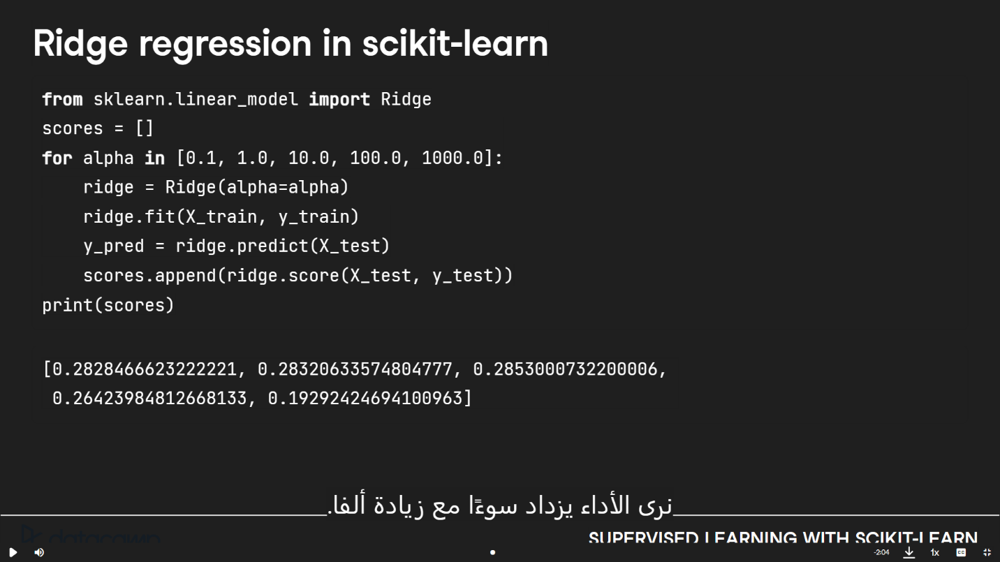 Ridge regression in scikit-learn
from sklearn.linear_model import Ridge
scores = []
for alpha in [0.1, 1.0, 10.0, 100.0, 1000.0]:
    ridge = Ridge(alpha=alpha)
    ridge.fit(X_train, y_train)
    y_pred = ridge.predict(X_test)
    scores.append(ridge.score(X_test, y_test))
print(scores)
[0.2828466623222221, 0.28320633574804777, 0.2853000732200006,
 0.26423984812668133, 0.19292424694100963]
نرى الأداء يزداد سوءًا مع زيادة ألفا.
datacamp
SUPERVISED LEARNING WITH SCIKIT-LEARN
-2:04
1x
CC